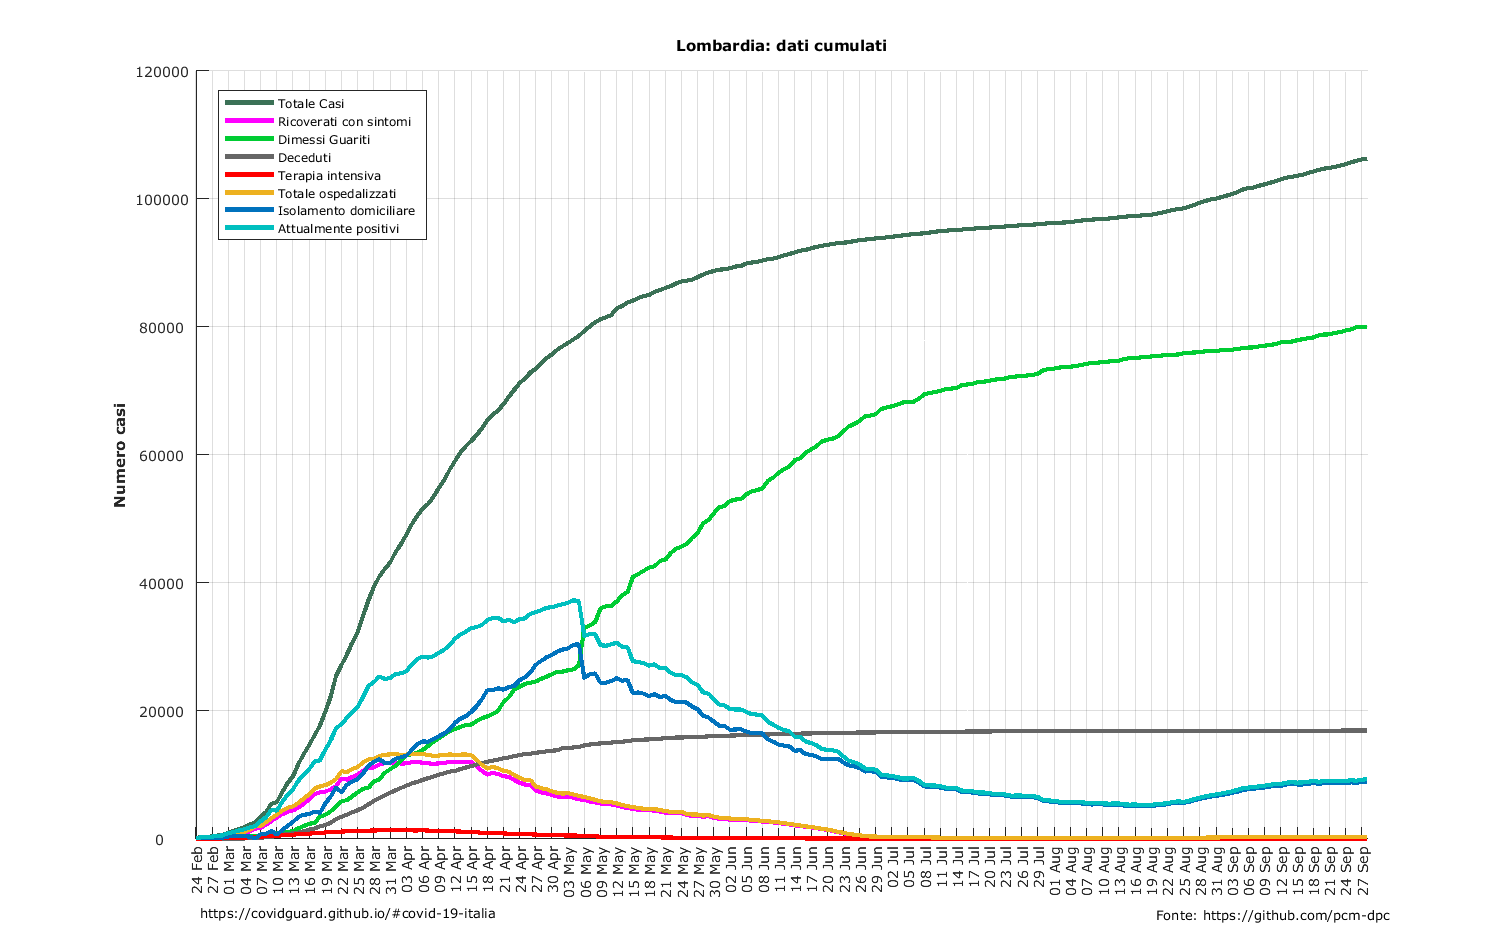 Lombardia: dati cumulati
120000
100000
80000
60000
40000
20000
0
Numero casi
Totale Casi
Ricoverati con sintomi
Dimessi Guariti
Deceduti
Terapia intensiva
Totale ospedalizzati
Isolamento domiciliare
Attualmente positivi
24 Feb
27 Feb
01 Mar
04 Mar
07 Mar
10 Mar
13 Mar
16 Mar
19 Mar
22 Mar
25 Mar
28 Mar
31 Mar
03 Apr
06 Apr
09 Apr
12 Apr
15 Apr
18 Apr
21 Apr
24 Apr
27 Apr
30 Apr
03 May
06 May
09 May
12 May
15 May
18 May
21 May
24 May
27 May
30 May
02 Jun
05 Jun
08 Jun
11 Jun
14 Jun
17 Jun
20 Jun
23 Jun
26 Jun
29 Jun
02 Jul
05 Jul
08 Jul
11 Jul
14 Jul
17 Jul
20 Jul
23 Jul
26 Jul
29 Jul
01 Aug
04 Aug
07 Aug
10 Aug
13 Aug
16 Aug
19 Aug
22 Aug
25 Aug
28 Aug
31 Aug
03 Sep
06 Sep
09 Sep
12 Sep
15 Sep
18 Sep
21 Sep
24 Sep
27 Sep
https://covidguard.github.io/#covid-19-italia
Fonte: https://github.com/pcm-dpc